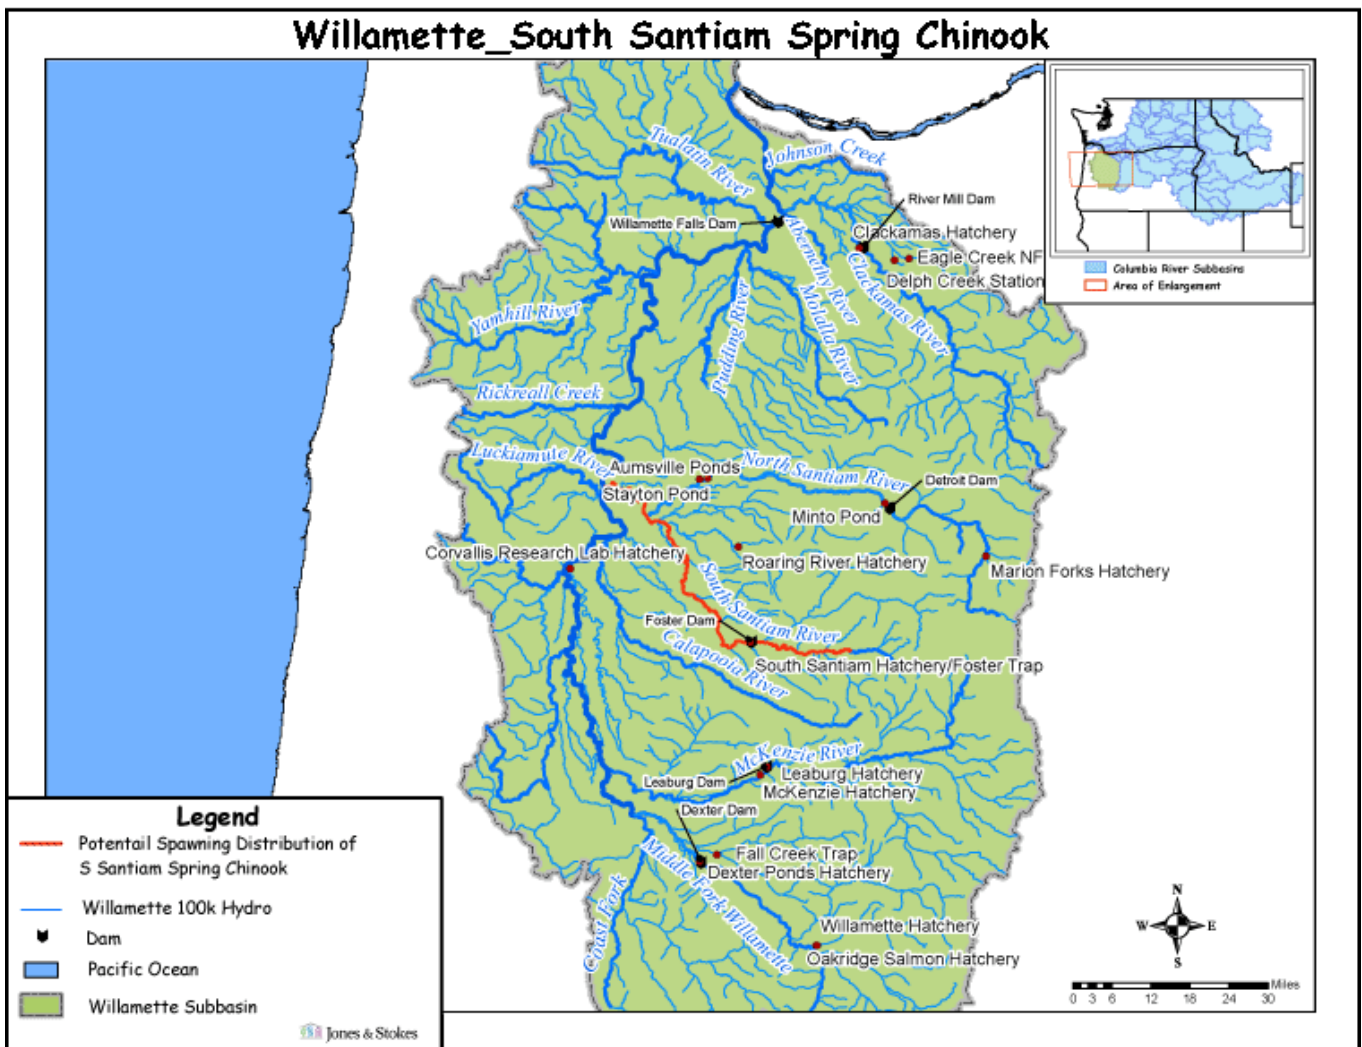 Willamette_South Santiam Spring Chinook
Tualatin River
Johnson Creek
River Mill Dam
Willamette Falls Dam
Clackamas Hatchery
Eagle Creek NF
Delph Creek Station
Abernethy River
Clackamas River
Molalla River
Pudding River
Yamhill River
Rickreall Creek
Columbia River Subbasins
Area of Enlargement
Luckiamute River
Aumsville Ponds
North Santiam River
Detroit Dam
Stayton Pond
Minto Pond
Corvallis Research Lab Hatchery
Roaring River Hatchery
Marion Forks Hatchery
South Santiam River
Foster Dam
Calapooia River
South Santiam Hatchery/Foster Trap
McKenzie River
Leaburg Dam
Leaburg Hatchery
McKenzie Hatchery
Dexter Dam
Fall Creek Trap
Dexter Ponds Hatchery
Middle Fork Willamette
Coast Fork
Willamette Hatchery
Oakridge Salmon Hatchery
Legend
Potentail Spawning Distribution of
S Santiam Spring Chinook
Willamette 100k Hydro
Dam
Pacific Ocean
Willamette Subbasin
Jones & Stokes
N
W E
S
Miles
0 3 6 12 18 24 30